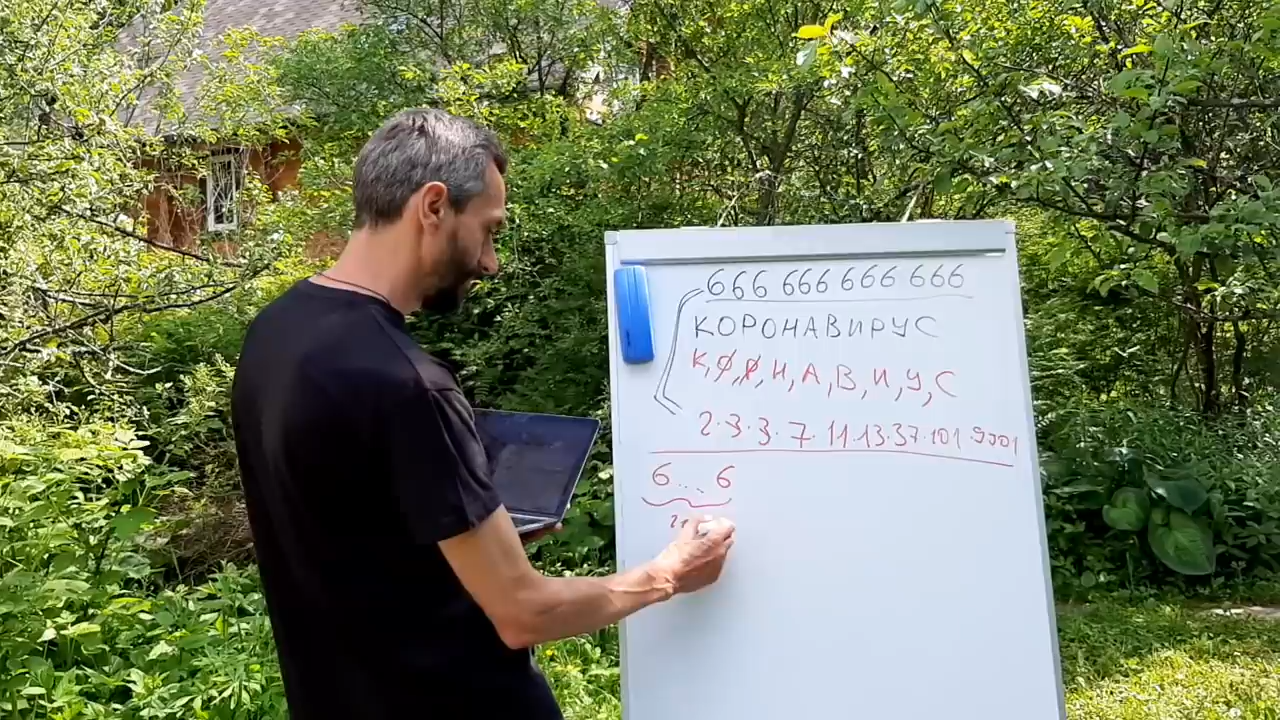 666 666 666 666
КОРОНАВИРУС
К, О, О, Н, А, В, И, У, С
2·3·3·7·11·13·37·101·9901
6...6